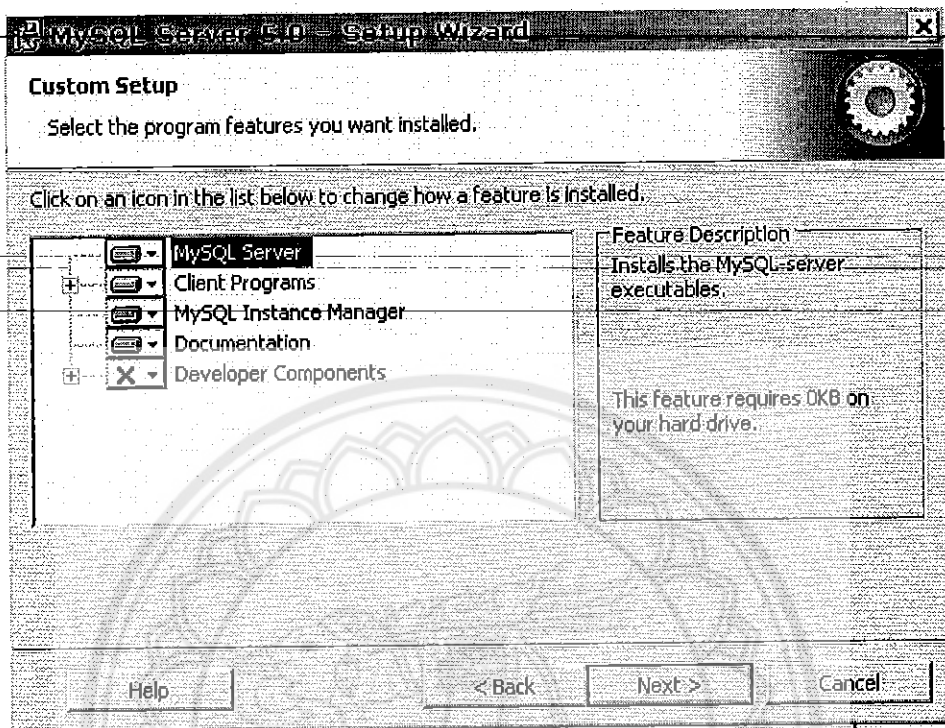 MySQL Server 5.0 - Setup Wizard
Custom Setup
Select the program features you want installed.
Click on an icon in the list below to change how a feature is installed.
MySQL Server
Client Programs
MySQL Instance Manager
Documentation
Developer Components
Feature Description
Installs the MySQL server
executables.
This feature requires 0KB on
your hard drive.
Help
< Back
Next >
Cancel